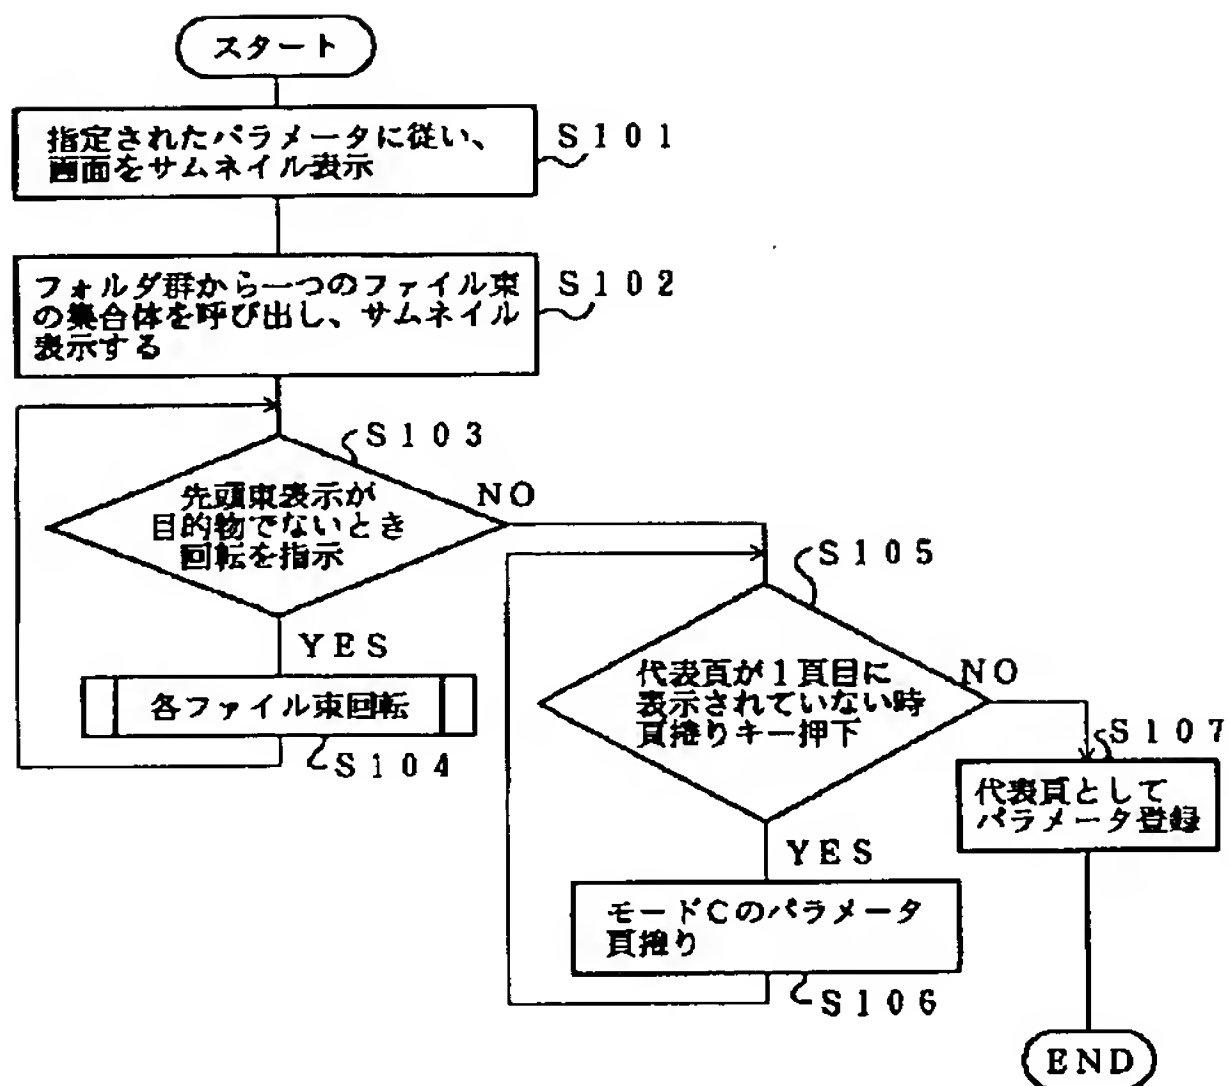 スタート
指定されたパラメータに従い、
画面をサムネイル表示
S101
フォルダ群から一つのファイル束
の集合体を呼び出し、サムネイル
表示する
S102
S103
先頭束表示が
目的物でないとき
回転を指示
NO
YES
各ファイル束回転
S104
S105
代表頁が1頁目に
表示されていない時
頁捲りキー押下
NO
YES
モードCのパラメータ
頁捲り
S106
S107
代表頁として
パラメータ登録
END